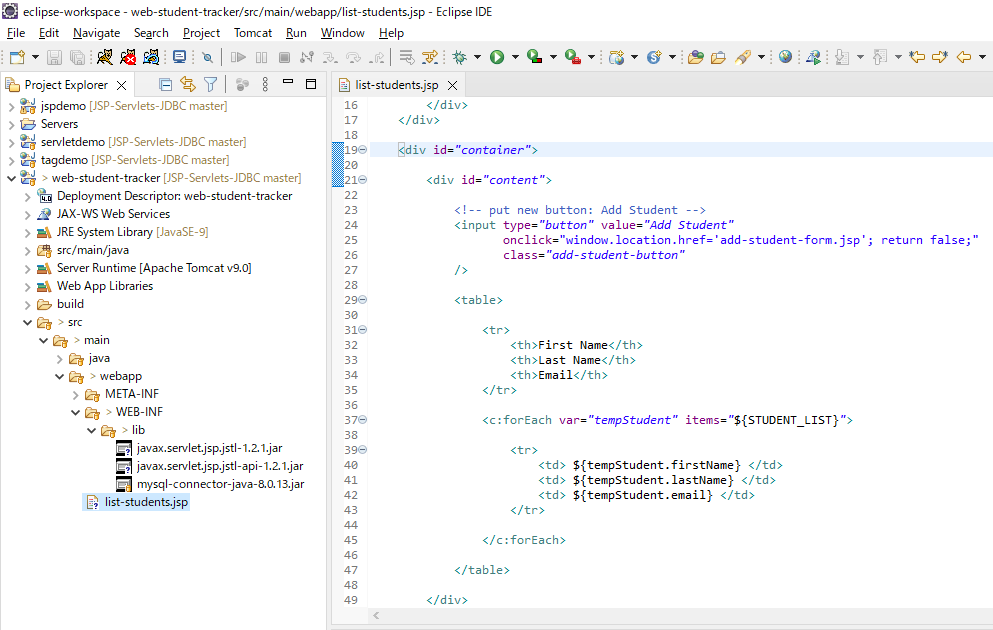 eclipse-workspace - web-student-tracker/src/main/webapp/list-students.jsp - Eclipse IDE
File Edit Navigate Search Project Tomcat Run Window Help
Project Explorer
jspdemo [JSP-Servlets-JDBC master]
Servers
servletdemo [JSP-Servlets-JDBC master]
tagdemo [JSP-Servlets-JDBC master]
> web-student-tracker [JSP-Servlets-JDBC master]
Deployment Descriptor: web-student-tracker
JAX-WS Web Services
JRE System Library [JavaSE-9]
src/main/java
Server Runtime [Apache Tomcat v9.0]
Web App Libraries
build
> src
> main
java
> webapp
META-INF
> WEB-INF
> lib
javax.servlet.jsp.jstl-1.2.1.jar
javax.servlet.jsp.jstl-api-1.2.1.jar
mysql-connector-java-8.0.13.jar
list-students.jsp
list-students.jsp
16 </div>
17 </div>
18
19 <div id="container">
20
21 <div id="content">
22
23 <!-- put new button: Add Student -->
24 <input type="button" value="Add Student"
25 onclick="window.location.href='add-student-form.jsp'; return false;"
26 class="add-student-button"
27 />
28
29 <table>
30
31 <tr>
32 <th>First Name</th>
33 <th>Last Name</th>
34 <th>Email</th>
35 </tr>
36
37 <c:forEach var="tempStudent" items="${STUDENT_LIST}">
38
39 <tr>
40 <td> ${tempStudent.firstName} </td>
41 <td> ${tempStudent.lastName} </td>
42 <td> ${tempStudent.email} </td>
43 </tr>
44
45 </c:forEach>
46
47 </table>
48
49 </div>